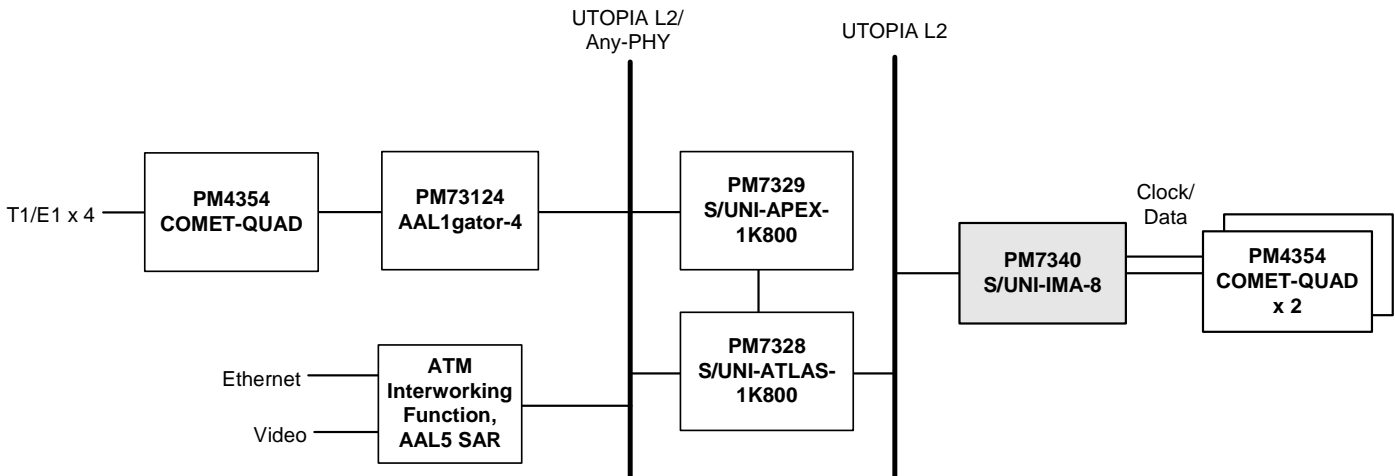 UTOPIA L2/
Any-PHY
UTOPIA L2
T1/E1 x 4
PM4354
COMET-QUAD
PM73124
AAL1gator-4
PM7329
S/UNI-APEX-
1K800
PM7340
S/UNI-IMA-8
Clock/
Data
PM4354
COMET-QUAD
x 2
Ethernet
Video
ATM
Interworking
Function,
AAL5 SAR
PM7328
S/UNI-ATLAS-
1K800